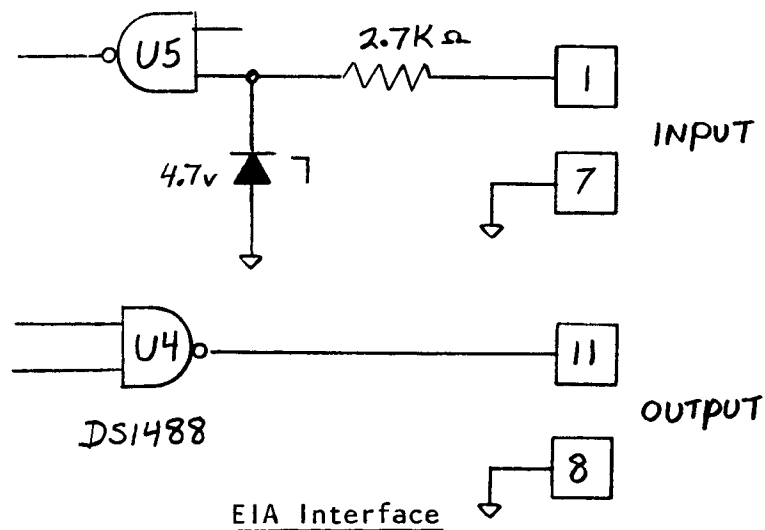 U5
2.7K Ω
1
INPUT
4.7v
7
U4
11
DS1488
OUTPUT
8
EIA Interface